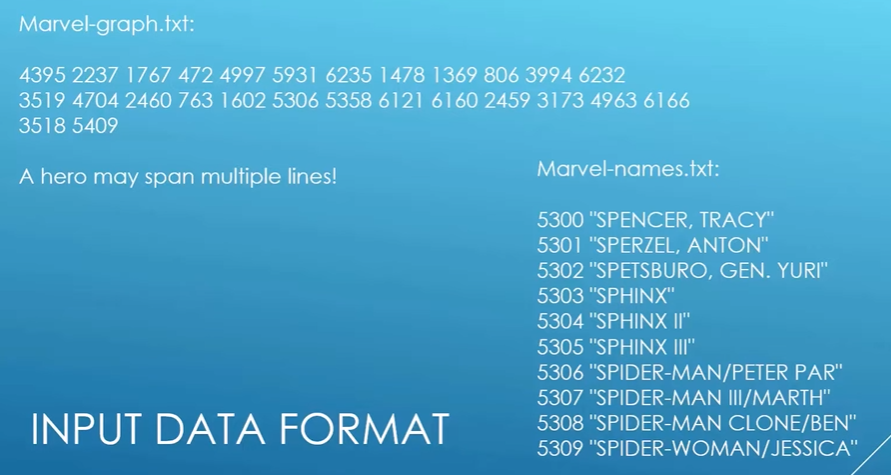 Marvel-graph.txt:
4395 2237 1767 472 4997 5931 6235 1478 1369 806 3994 6232
3519 4704 2460 763 1602 5306 5358 6121 6160 2459 3173 4963 6166
3518 5409
A hero may span multiple lines!
Marvel-names.txt:
5300 "SPENCER, TRACY"
5301 "SPERZEL, ANTON"
5302 "SPETSBURO, GEN. YURI"
5303 "SPHINX"
5304 "SPHINX II"
5305 "SPHINX III"
5306 "SPIDER-MAN/PETER PAR"
5307 "SPIDER-MAN III/MARTH"
5308 "SPIDER-MAN CLONE/BEN"
5309 "SPIDER-WOMAN/JESSICA"
INPUT DATA FORMAT